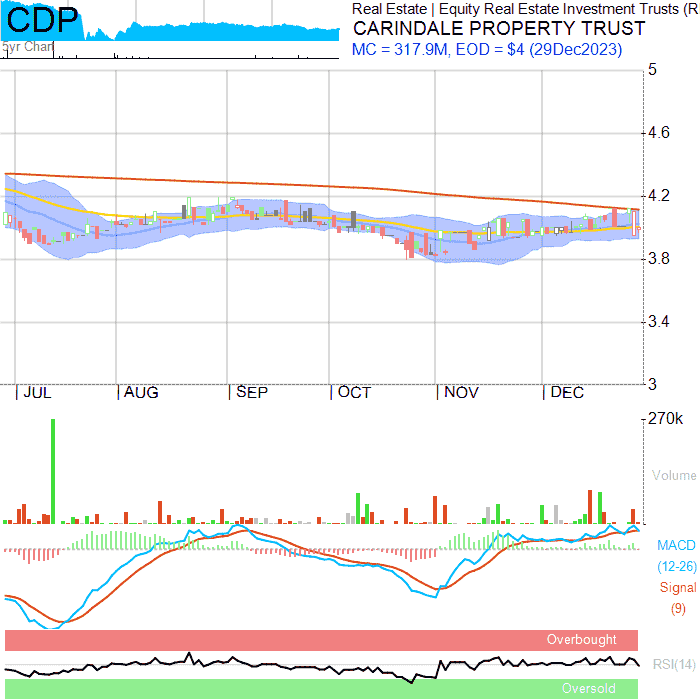 CDP
5yr Chart
Real Estate | Equity Real Estate Investment Trusts (R
CARINDALE PROPERTY TRUST
MC = 317.9M, EOD = $4 (29Dec2023)
5
4.6
4.2
3.8
3.4
3
JUL AUG SEP OCT NOV DEC
270k
Volume
MACD
(12-26)
Signal
(9)
Overbought
RSI(14)
Oversold